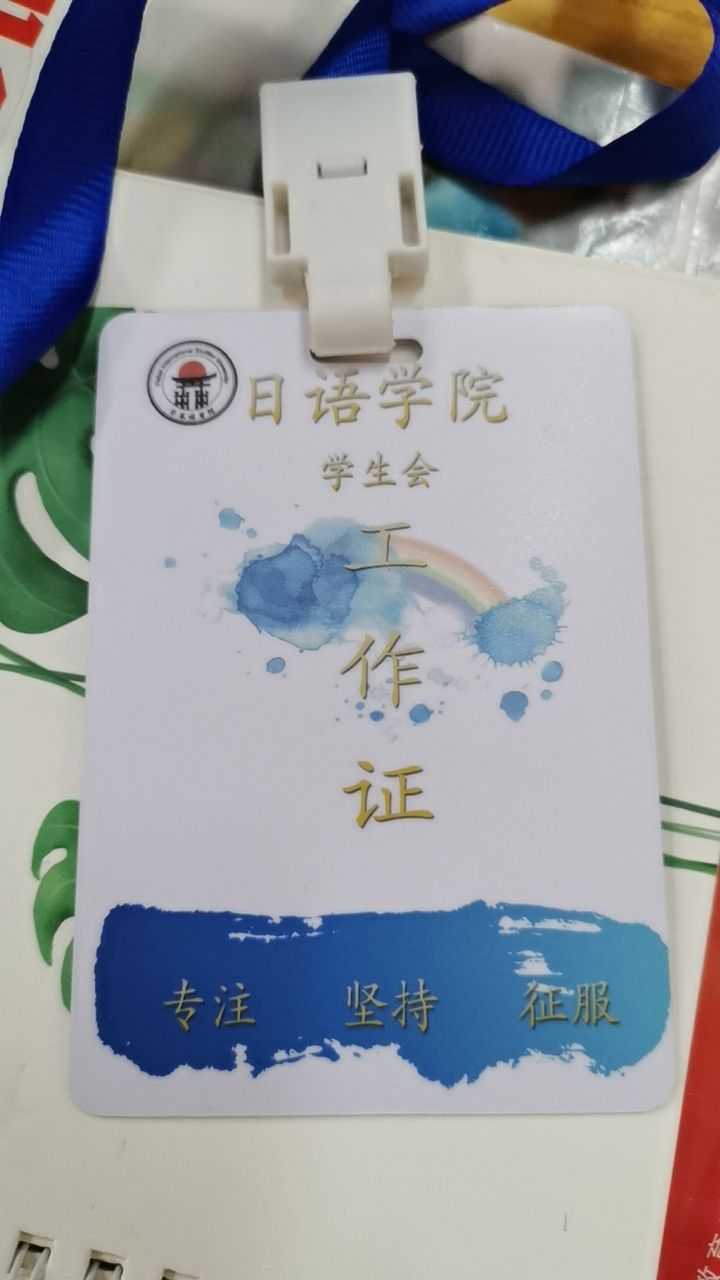 日语学院
学生会
工
作
证
专注 坚持 征服